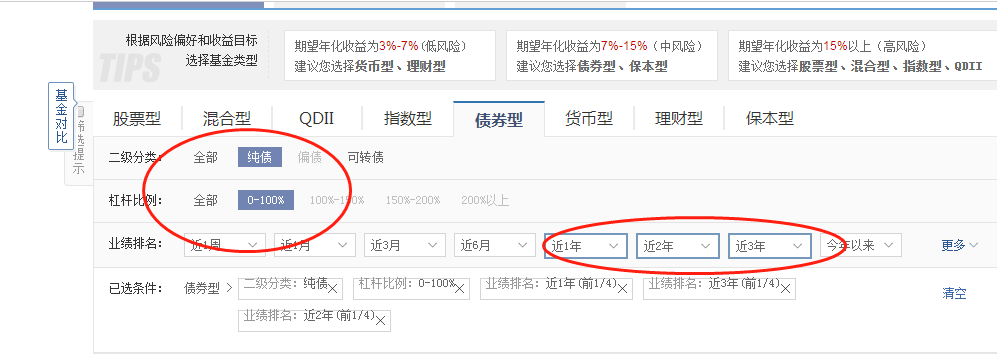 TIPS
根据风险偏好和收益目标
选择基金类型
期望年化收益为3%-7%(低风险)
建议您选择货币型、理财型
期望年化收益为7%-15%（中风险）
建议您选择债券型、保本型
期望年化收益为15%以上（高风险）
建议您选择股票型、混合型、指数型、QDII
基金对比
筛选提示
股票型 混合型 QDII 指数型 债券型 货币型 理财型 保本型
二级分类： 全部 纯债 偏债 可转债
杠杆比例： 全部 0-100% 100%-150% 150%-200% 200%以上
业绩排名： 近1周 近1月 近3月 近6月 近1年 近2年 近3年 今年以来 更多
已选条件： 债券型 > 二级分类：纯债 杠杆比例：0-100% 业绩排名：近1年(前1/4) 业绩排名：近3年(前1/4) 清空
业绩排名：近2年(前1/4)